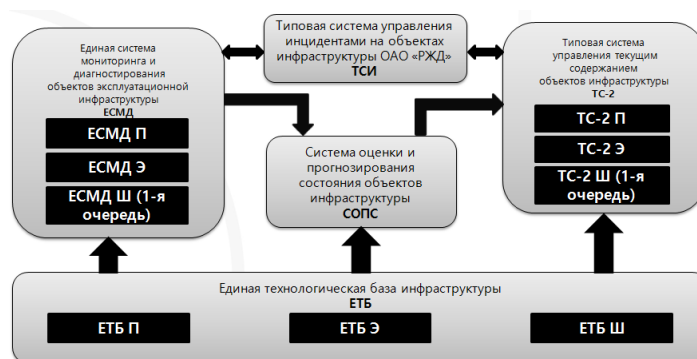 Единая система
мониторинга и
диагностирования
объектов эксплуатационной
инфраструктуры
ЕСМД
ЕСМД П
ЕСМД Э
ЕСМД Ш (1-я
очередь)
Типовая система управления
инцидентами на объектах
инфраструктуры ОАО «РЖД»
ТСИ
Типовая система
управления текущим
содержанием
объектов инфраструктуры
ТС-2
ТС-2 П
ТС-2 Э
ТС-2 Ш (1-я
очередь)
Система оценки и
прогнозирования
состояния объектов
инфраструктуры
СОПС
Единая технологическая база инфраструктуры
ЕТБ
ЕТБ П
ЕТБ Э
ЕТБ Ш